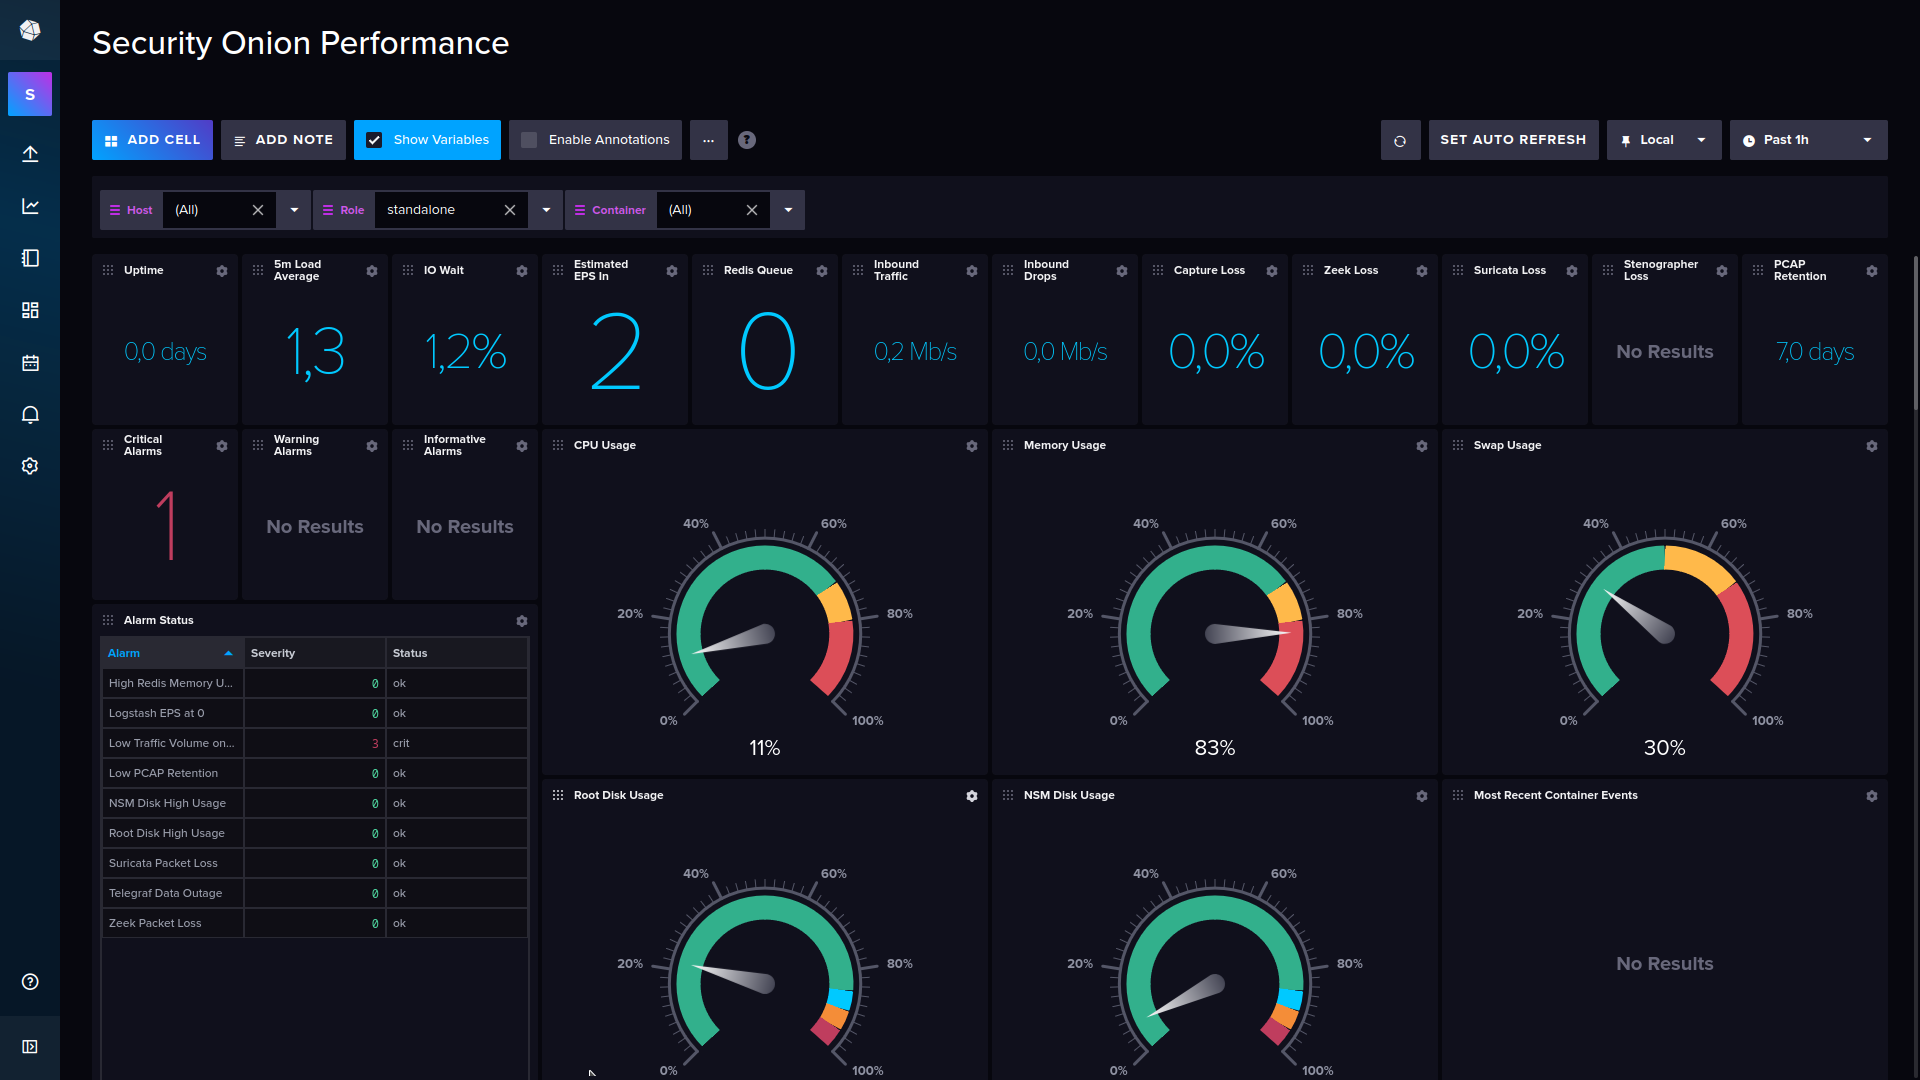 Security Onion Performance
S
ADD CELL
ADD NOTE
Show Variables
Enable Annotations
...
?
SET AUTO REFRESH
Local
Past 1h
Host
(All)
Role
standalone
Container
(All)
Uptime
0,0 days
5m Load
Average
1,3
IO Wait
1,2%
Estimated
EPS In
2
Redis Queue
0
Inbound
Traffic
0,2 Mb/s
Inbound
Drops
0,0 Mb/s
Capture Loss
0,0%
Zeek Loss
0,0%
Suricata Loss
0,0%
Stenographer
Loss
No Results
PCAP
Retention
7,0 days
Critical
Alarms
1
Warning
Alarms
No Results
Informative
Alarms
No Results
CPU Usage
0%
20%
40%
60%
80%
100%
11%
Memory Usage
0%
20%
40%
60%
80%
100%
83%
Swap Usage
0%
20%
40%
60%
80%
100%
30%
Alarm Status
Alarm Severity Status
High Redis Memory U... 0 ok
Logstash EPS at 0 0 ok
Low Traffic Volume on... 3 crit
Low PCAP Retention 0 ok
NSM Disk High Usage 0 ok
Root Disk High Usage 0 ok
Suricata Packet Loss 0 ok
Telegraf Data Outage 0 ok
Zeek Packet Loss 0 ok
Root Disk Usage
0%
20%
40%
60%
80%
100%
NSM Disk Usage
0%
20%
40%
60%
80%
100%
Most Recent Container Events
No Results
?